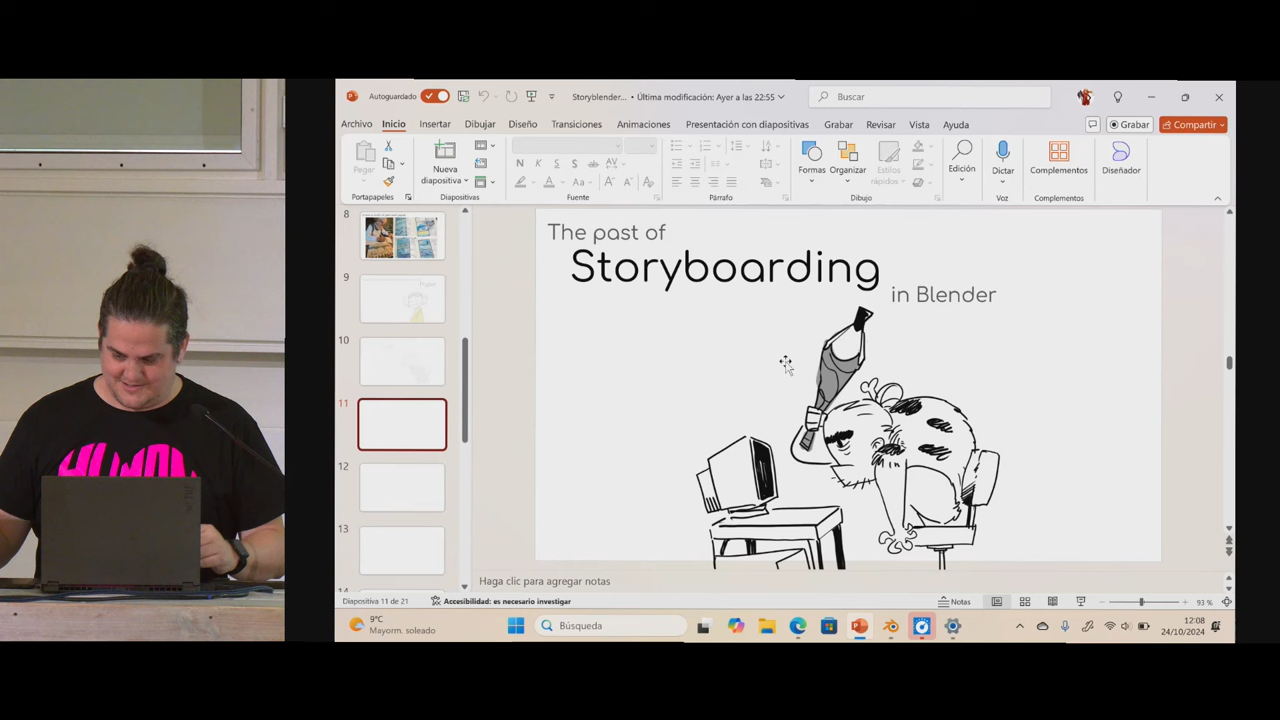 Autoguardado
Storyblender... • Última modificación: Ayer a las 22:55
Buscar
Archivo Inicio Insertar Dibujar Diseño Transiciones Animaciones Presentación con diapositivas Grabar Revisar Vista Ayuda
Grabar
Compartir
Pegar
Nueva diapositiva
Formas
Organizar
Estilos rápidos
Edición
Dictar
Complementos
Diseñador
Portapapeles
Diapositivas
Fuente
Párrafo
Dibujo
Voz
Complementos
8
9
10
11
12
13
The past of
Storyboarding
in Blender
Haga clic para agregar notas
Diapositiva 11 de 21
Accesibilidad: es necesario investigar
Notas
93 %
9°C
Mayorm. soleado
Búsqueda
12:08
24/10/2024